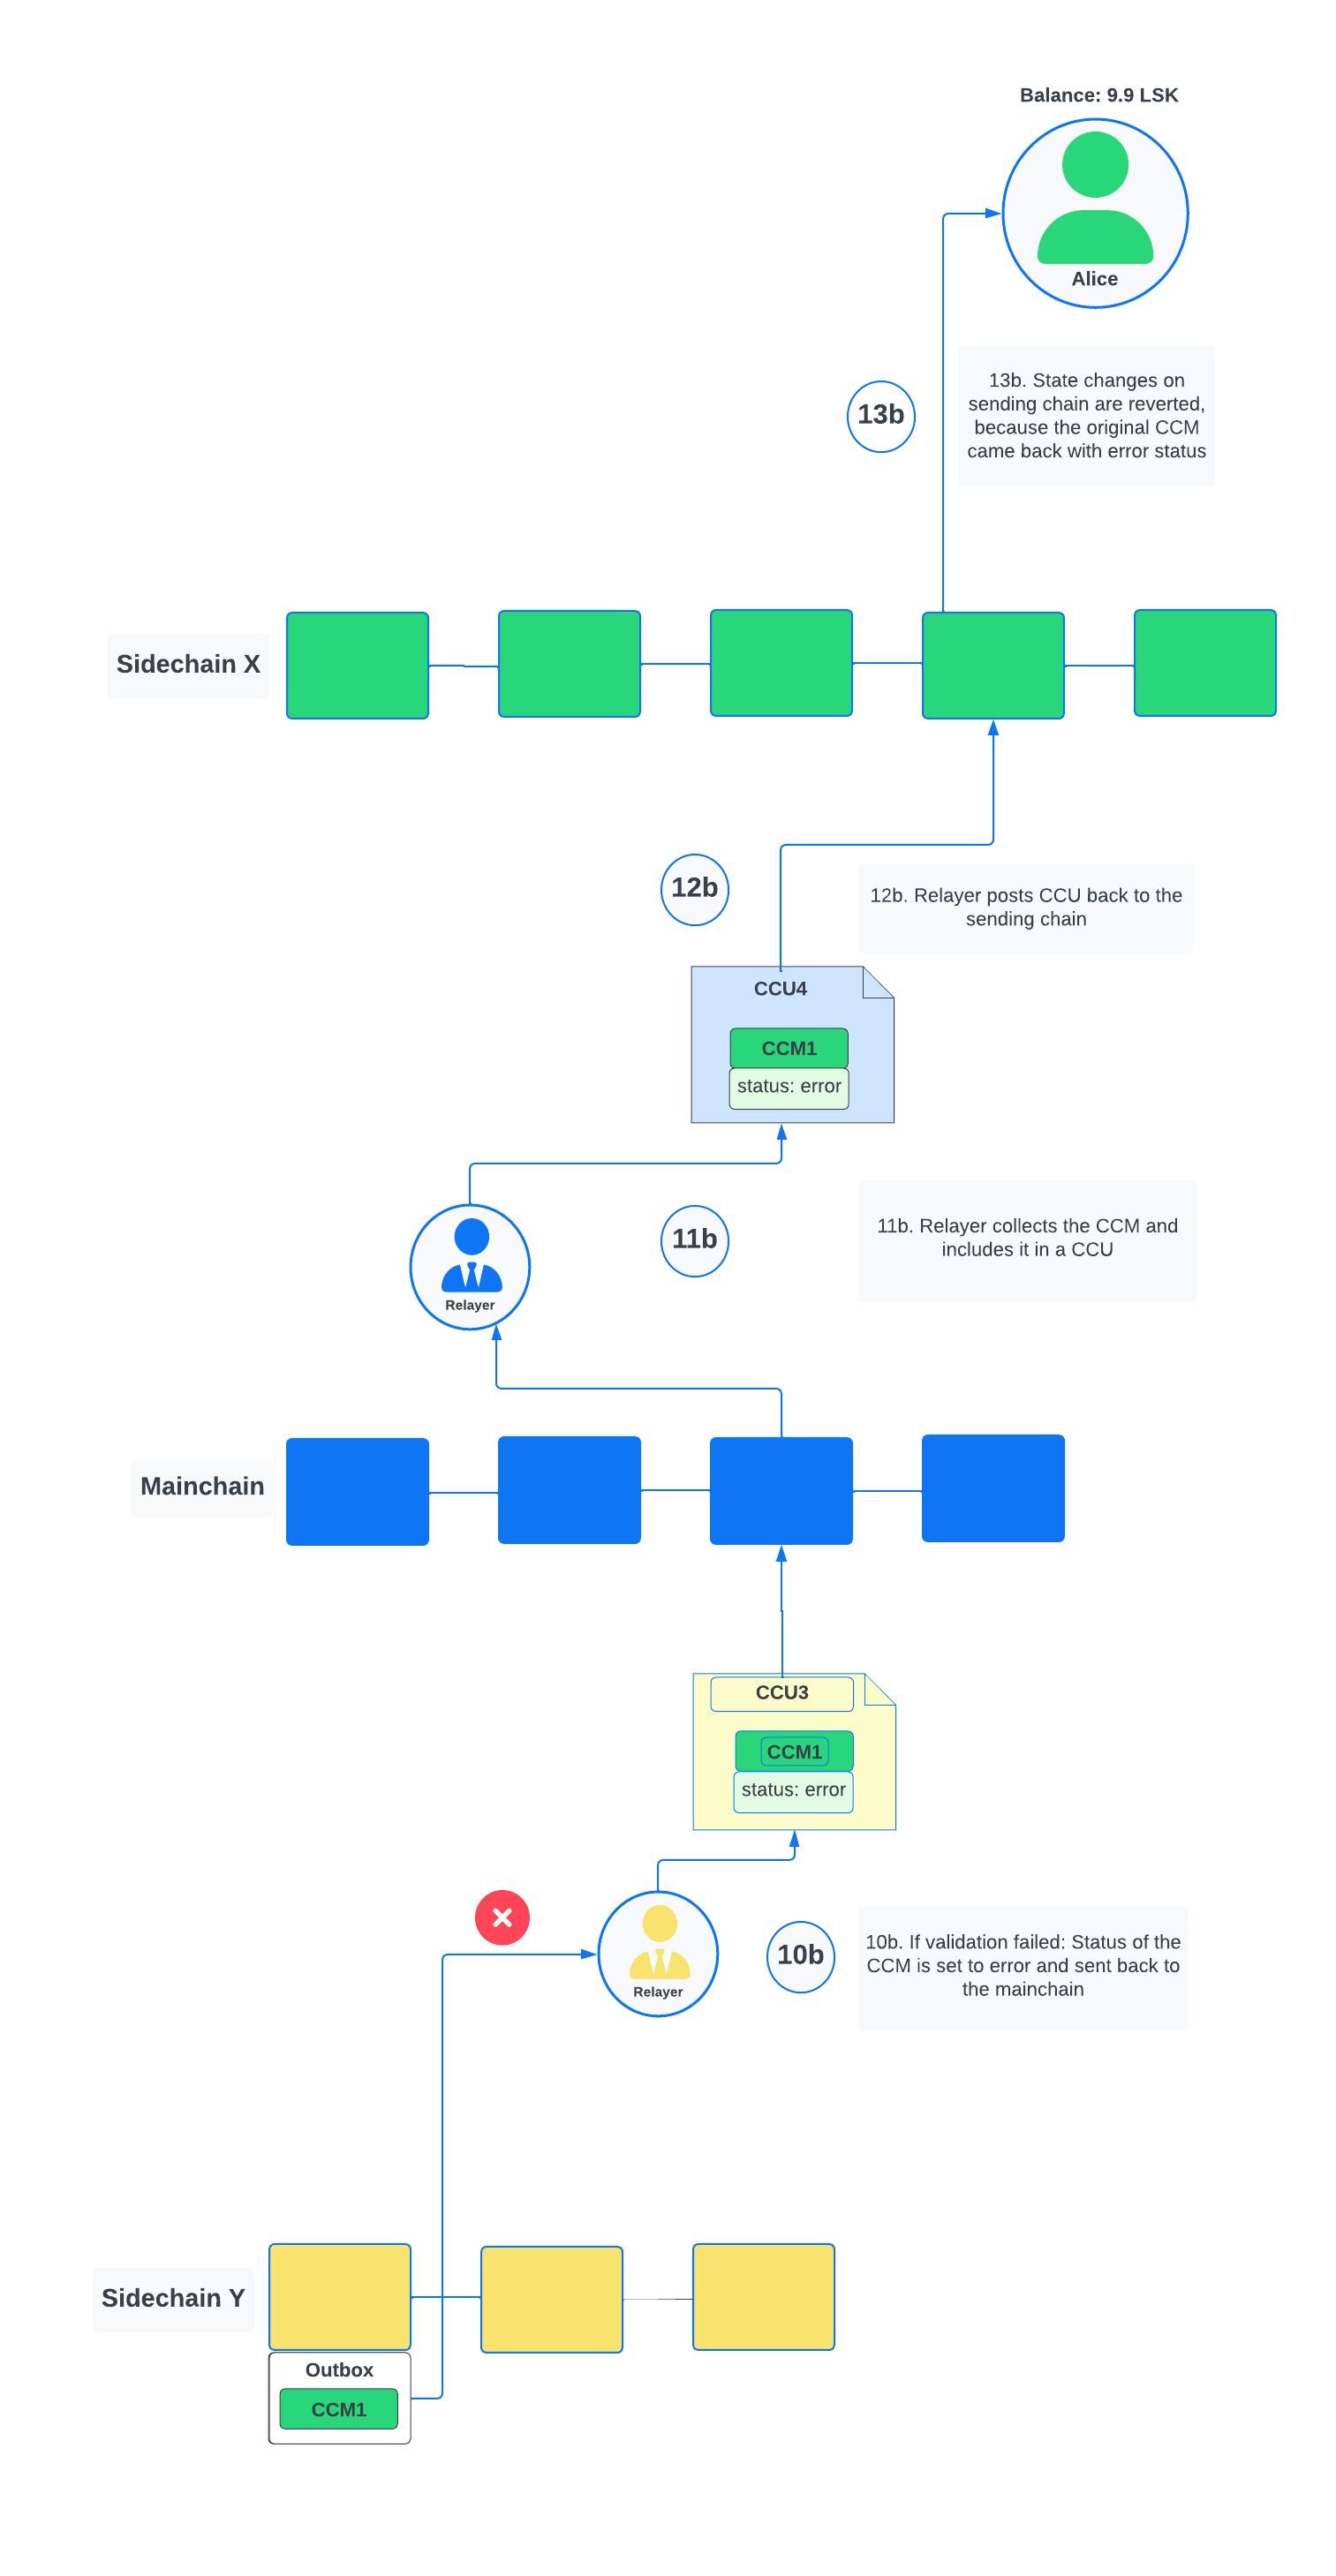 Balance: 9.9 LSK
Alice
13b
13b. State changes on
sending chain are reverted,
because the original CCM
came back with error status
Sidechain X
12b
12b. Relayer posts CCU back to the
sending chain
CCU4
CCM1
status: error
11b
11b. Relayer collects the CCM and
includes it in a CCU
Relayer
Mainchain
CCU3
CCM1
status: error
Relayer
10b
10b. If validation failed: Status of the
CCM is set to error and sent back to
the mainchain
Sidechain Y
Outbox
CCM1